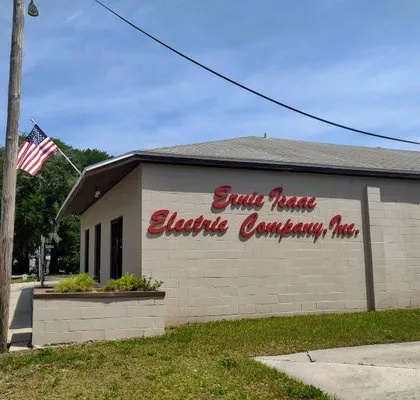 Ernie Isaac
Electric Company, Inc.